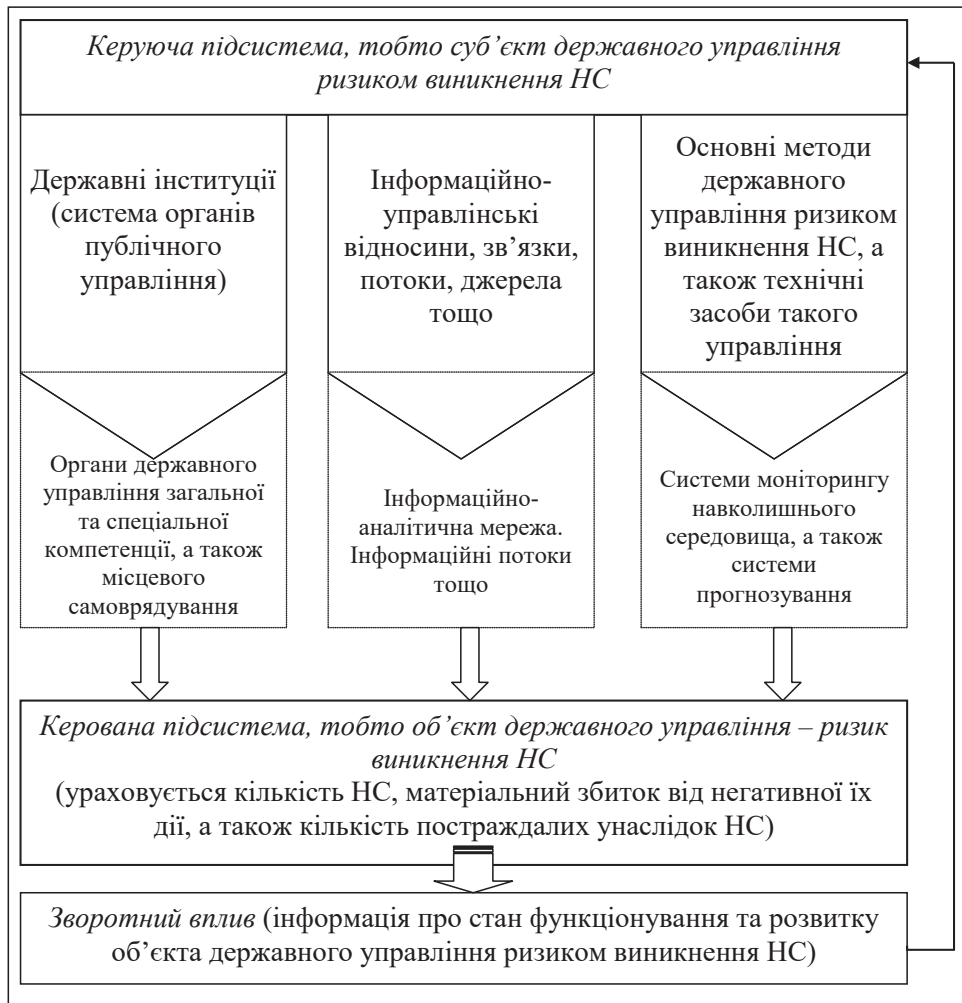 Керуюча підсистема, тобто суб’єкт державного управління
ризиком виникнення НС
Державні інституції
(система органів
публічного
управління)
Інформаційно-
управлінські
відносини, зв’язки,
потоки, джерела
тощо
Основні методи
державного
управління ризиком
виникнення НС, а
також технічні
засоби такого
управління
Органи державного
управління загальної
та спеціальної
компетенції, а також
місцевого
самоврядування
Інформаційно-
аналітична мережа.
Інформаційні потоки
тощо
Системи моніторингу
навколишнього
середовища, а також
системи
прогнозування
Керована підсистема, тобто об’єкт державного управління – ризик
виникнення НС
(ураховується кількість НС, матеріальний збиток від негативної їх
дії, а також кількість постраждалих унаслідок НС)
Зворотний вплив (інформація про стан функціонування та розвитку
об’єкта державного управління ризиком виникнення НС)